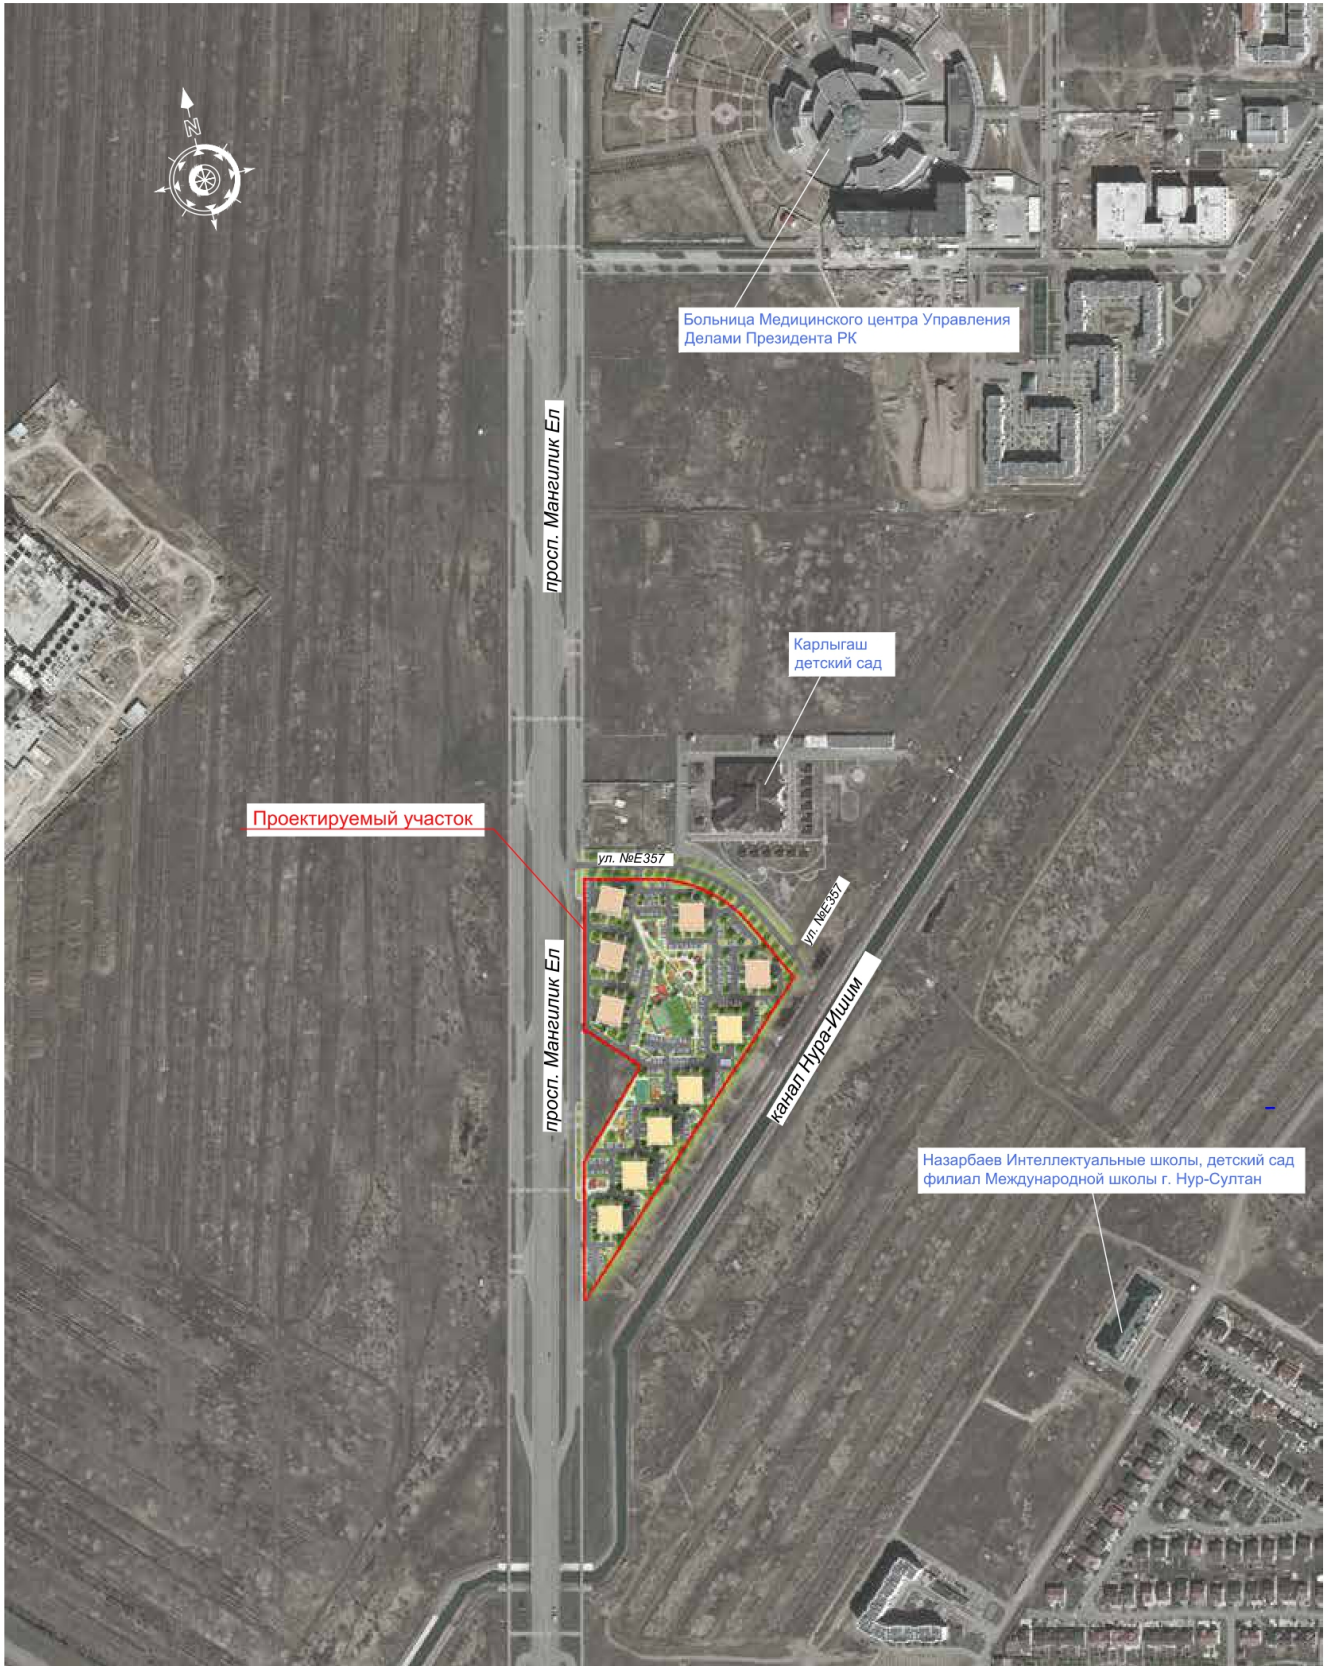 N
Больница Медицинского центра Управления
Делами Президента РК
просп. Мангилик Ел
Карлыгаш
детский сад
Проектируемый участок
ул. №Е357
ул. №Е357
просп. Мангилик Ел
канал Нура-Ишим
Назарбаев Интеллектуальные школы, детский сад
филиал Международной школы г. Нур-Султан